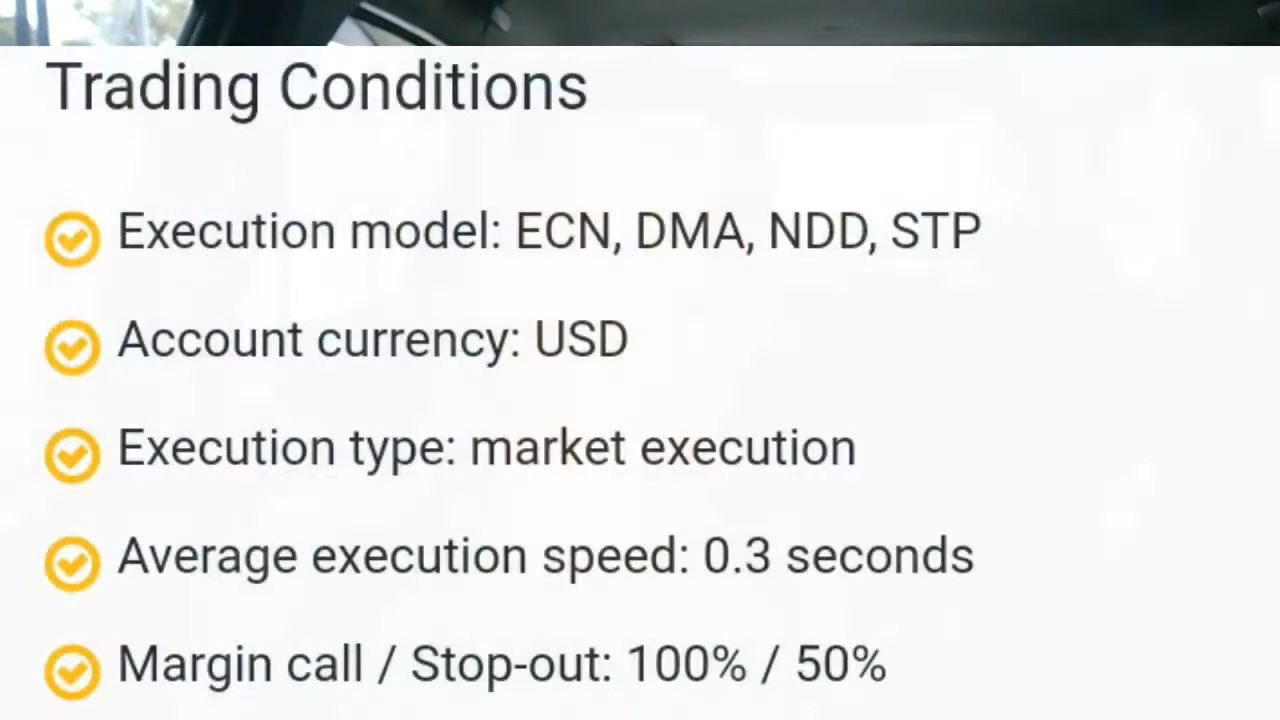 Trading Conditions
Execution model: ECN, DMA, NDD, STP
Account currency: USD
Execution type: market execution
Average execution speed: 0.3 seconds
Margin call / Stop-out: 100% / 50%